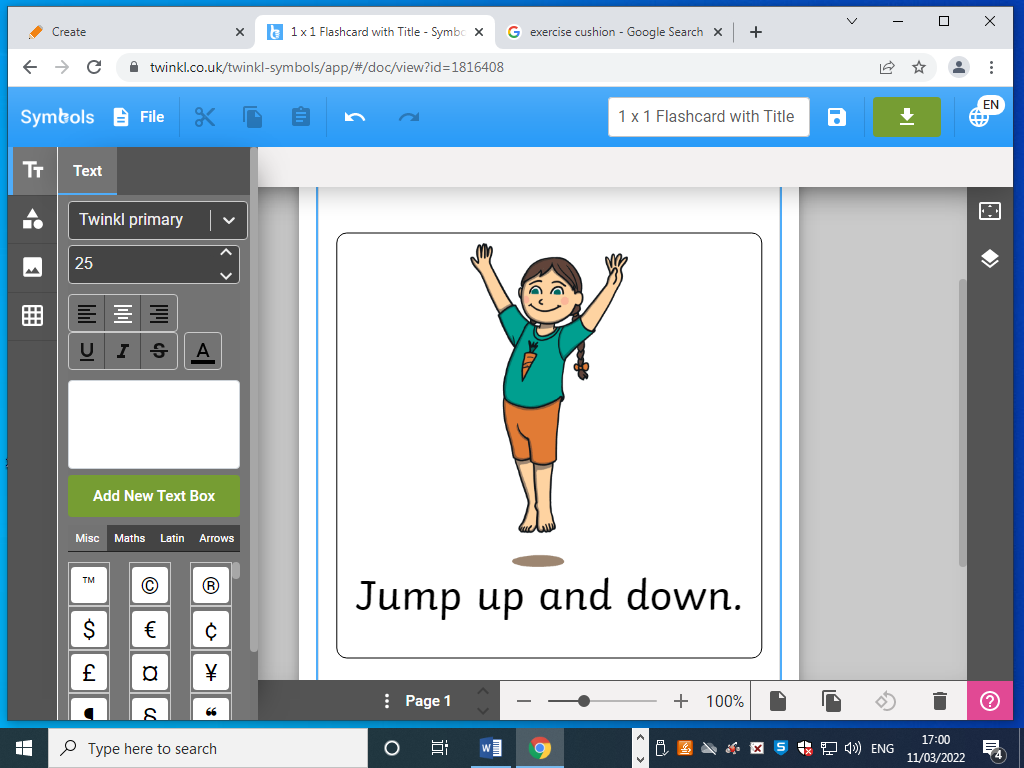 Create
1 x 1 Flashcard with Title - Symbo
exercise cushion - Google Search
twinkl.co.uk/twinkl-symbols/app/#/doc/view?id=1816408
Symbols
File
1 x 1 Flashcard with Title
EN
Text
Twinkl primary
25
U I S A
Add New Text Box
Misc Maths Latin Arrows
™ © ®
$ € ¢
£ ¤ ¥
¶ § “
Jump up and down.
Page 1
100%
Type here to search
ENG
17:00
11/03/2022
4